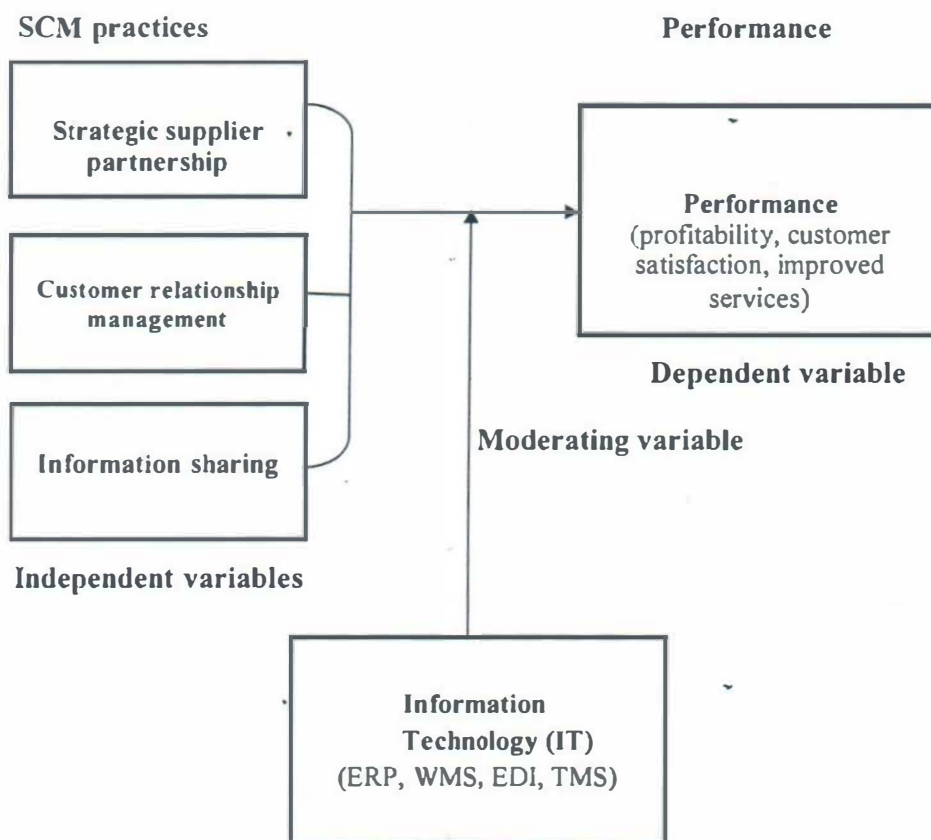 SCM practices
Performance
Strategic supplier
partnership
Performance
(profitability, customer
satisfaction, improved
services)
Customer relationship
management
Dependent variable
Moderating variable
Information sharing
Independent variables
Information
Technology (IT)
(ERP, WMS, EDI, TMS)